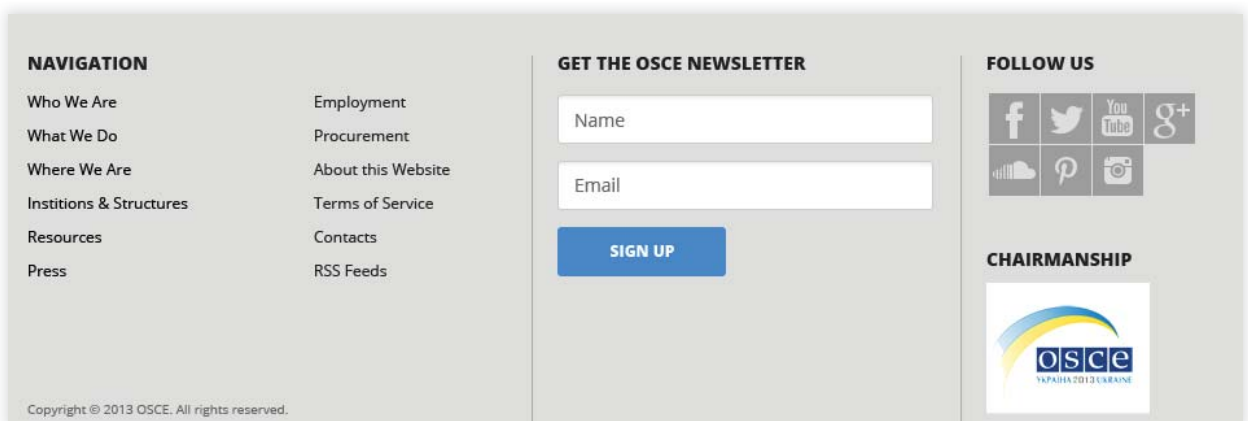 NAVIGATION
Who We Are
What We Do
Where We Are
Institions & Structures
Resources
Press
Employment
Procurement
About this Website
Terms of Service
Contacts
RSS Feeds
Copyright © 2013 OSCE. All rights reserved.
GET THE OSCE NEWSLETTER
Name
Email
SIGN UP
FOLLOW US
f
You
Tube
g+
CHAIRMANSHIP
osce
УКРАЇНА 2013 UKRAINE